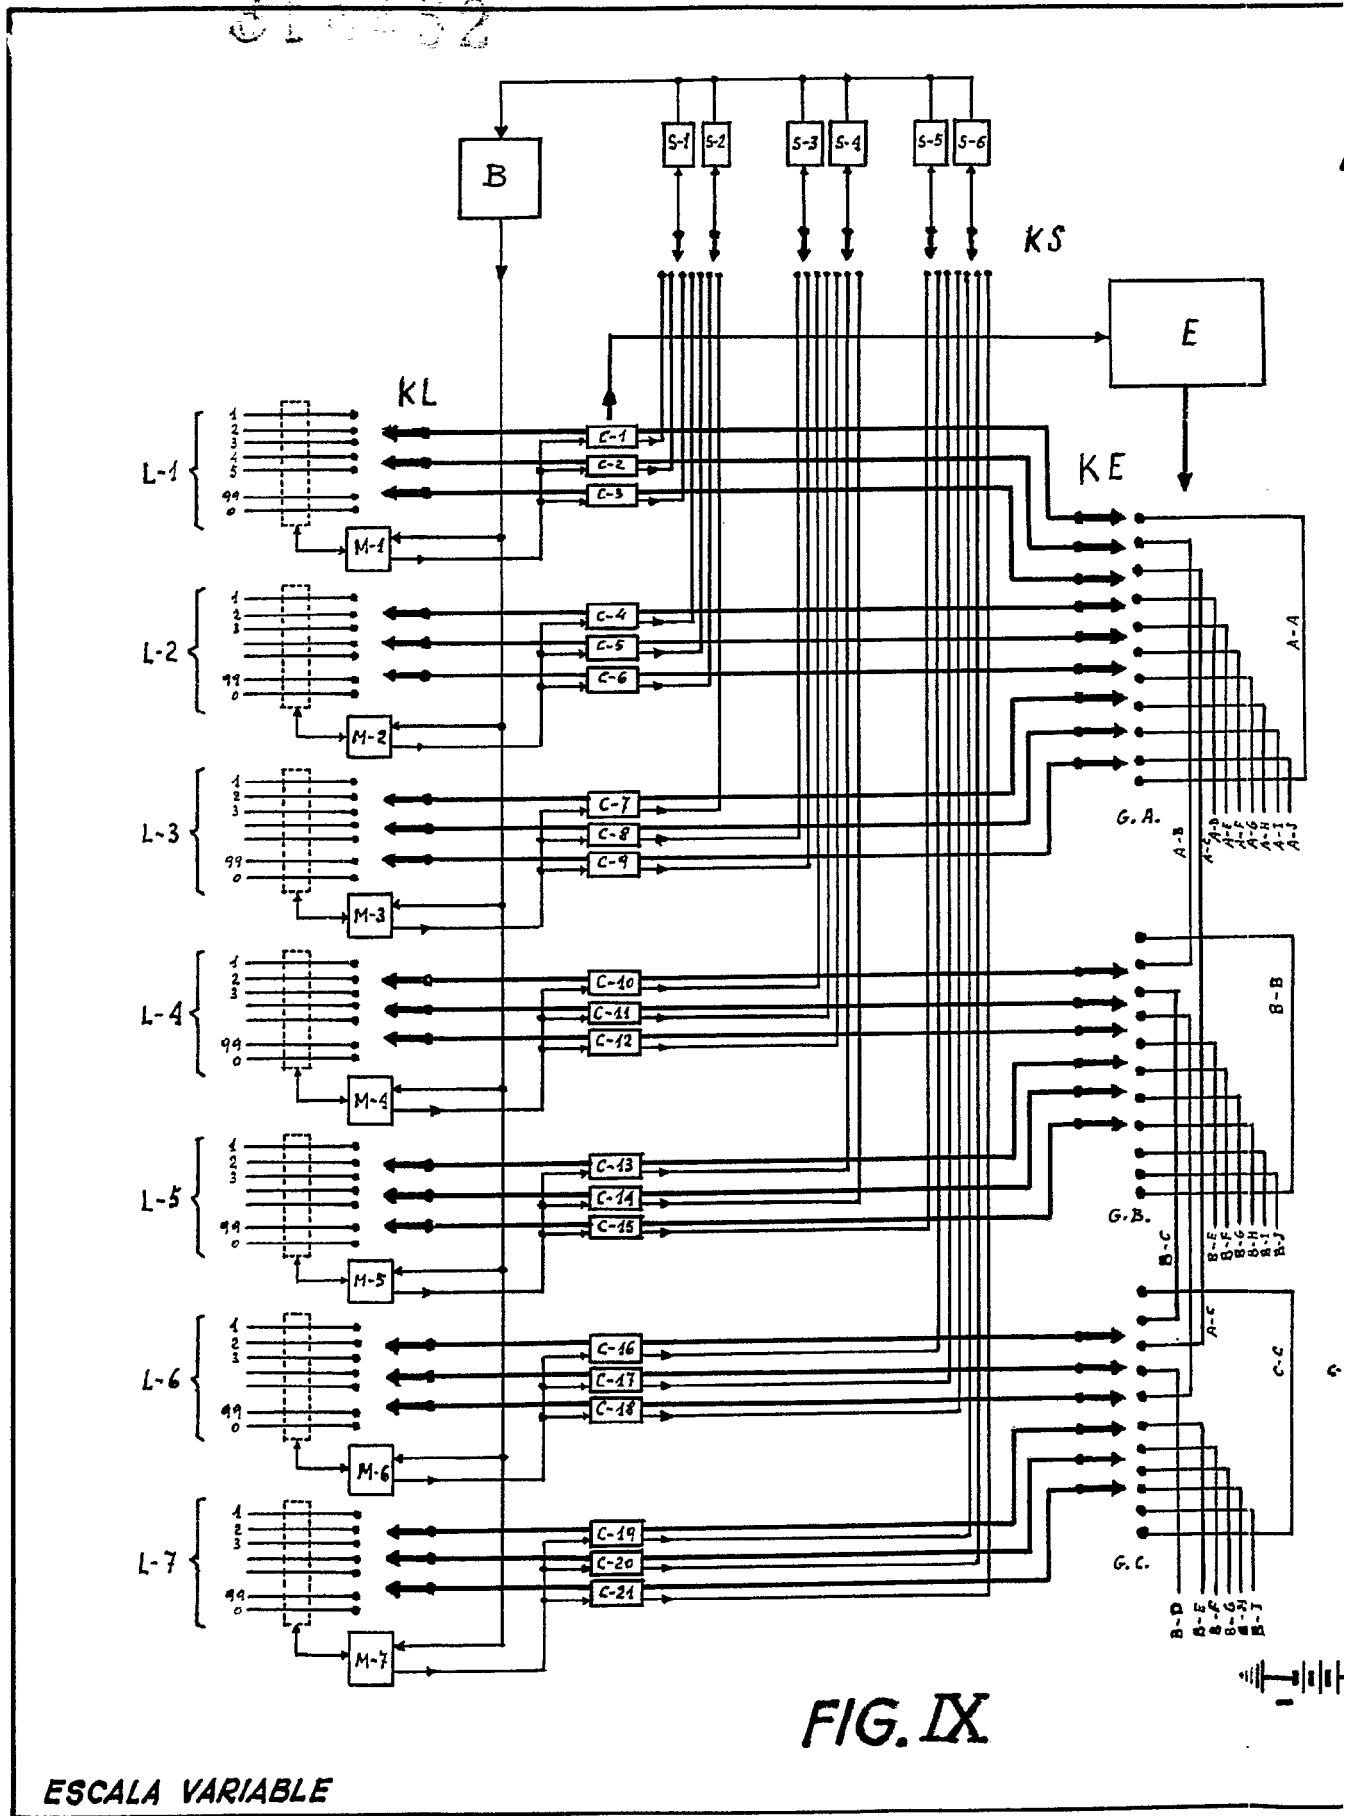 S-1 S-2 S-3 S-4 S-5 S-6
B
KS
E
KL
KE
L-1
1
2
3
4
5
99
0
C-1
C-2
C-3
M-1
L-2
1
2
3
99
0
C-4
C-5
C-6
M-2
A-A
L-3
1
2
3
99
0
C-7
C-8
C-9
M-3
G.A.
A-B
A-C
A-D
A-E
A-F
A-G
A-H
A-I
A-J
L-4
1
2
3
99
0
C-10
C-11
C-12
M-4
B-B
L-5
1
2
3
99
0
C-13
C-14
C-15
M-5
G.B.
B-C
B-E
B-F
B-G
B-H
B-I
B-J
L-6
1
2
3
99
0
C-16
C-17
C-18
M-6
A-C
C-C
L-7
1
2
3
99
0
C-19
C-20
C-21
M-7
G.C.
B-D
B-E
B-F
B-G
B-H
B-I
FIG. IX
ESCALA VARIABLE